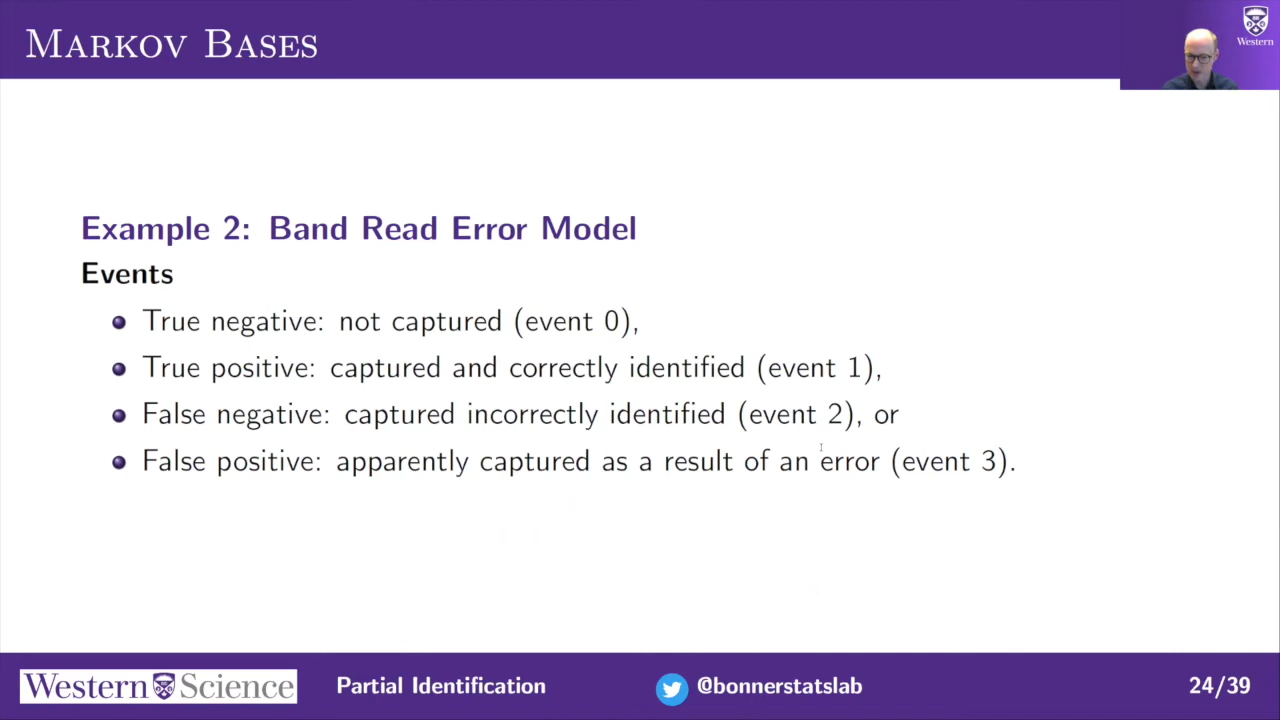 MARKOV BASES
Western
Example 2: Band Read Error Model
Events
True negative: not captured (event 0),
True positive: captured and correctly identified (event 1),
False negative: captured incorrectly identified (event 2), or
False positive: apparently captured as a result of an error (event 3).
Western Science
Partial Identification
@bonnerstatslab
24/39